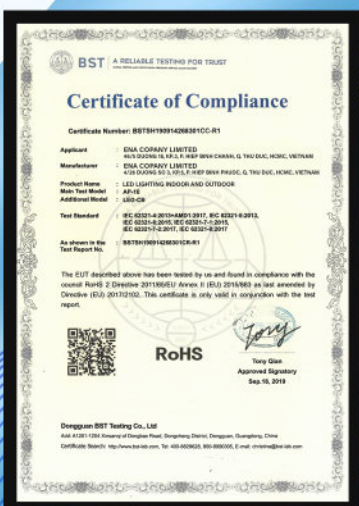 BST A RELIABLE TESTING FOR TRUST
Certificate of Compliance
Certificate Number: BSTSH190914268301CC-R1
Applicant : ENA COPANY LIMITED
Manufacturer : ENA COPANY LIMITED
Product Name : LED LIGHTING INDOOR AND OUTDOOR
Main Test Model : AP-16
Additional Model : LEO-CB
Test Standard : IEC 62321-4:2013+AMD1:2017, IEC 62321-5:2013,
IEC 62321-6:2015, IEC 62321-7-1:2015,
IEC 62321-7-2:2017, IEC 62321-8:2017
As shown in the : BSTSH190914268301CR-R1
Test Report No.
The EUT described above has been tested by us and found in compliance with the
council RoHS 2 Directive 2011/65/EU Annex II (EU) 2015/863 as last amended by
Directive (EU) 2017/2102. This certificate is only valid in conjunction with the test
report.
RoHS
Tony
Tony Qian
Approved Signatory
Sep.18, 2019
Dongguan BST Testing Co., Ltd